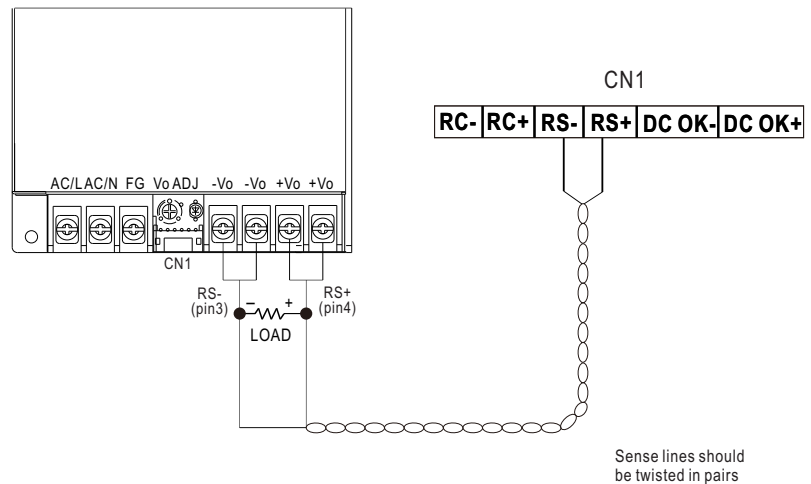 CN1
RC- RC+ RS- RS+ DC OK- DC OK+
AC/L AC/N FG Vo ADJ -Vo -Vo +Vo +Vo
CN1
RS-
(pin3)
– +
RS+
(pin4)
LOAD
Sense lines should
be twisted in pairs